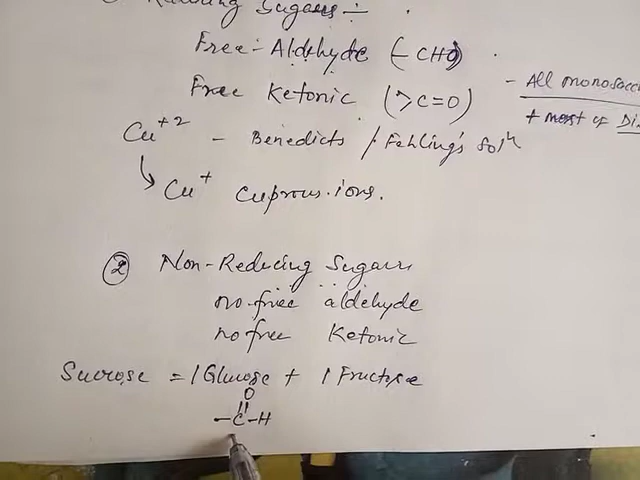 Reducing Sugars :-
Free-Aldehyde (-CHO)
Free Ketonic (>C=O)
- All monosacc
+ most of Di
Cu+2 - Benedicts / Fehling's Soln
Cu+ Cuprous ions.
② Non-Reducing Sugars
no free aldehyde
no free Ketonic
Sucrose = 1 Glucose + 1 Fructose
O
-C-H